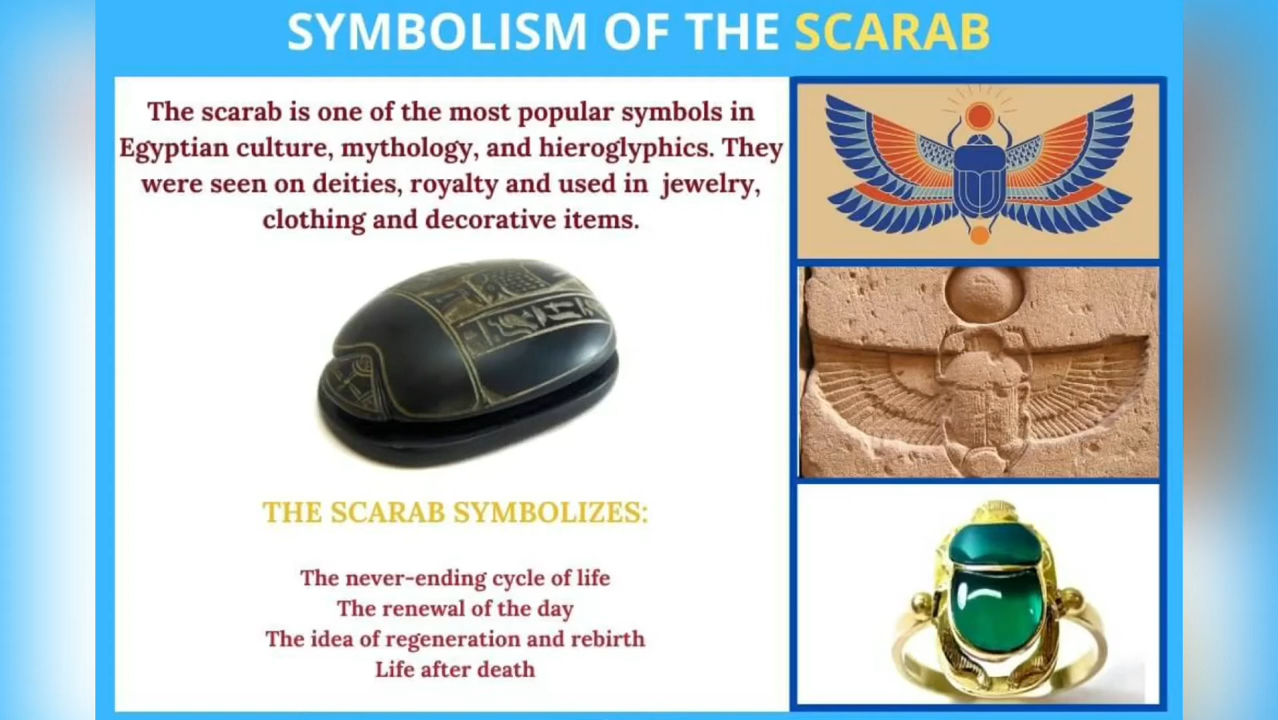 SYMBOLISM OF THE SCARAB
The scarab is one of the most popular symbols in
Egyptian culture, mythology, and hieroglyphics. They
were seen on deities, royalty and used in jewelry,
clothing and decorative items.
THE SCARAB SYMBOLIZES:
The never-ending cycle of life
The renewal of the day
The idea of regeneration and rebirth
Life after death